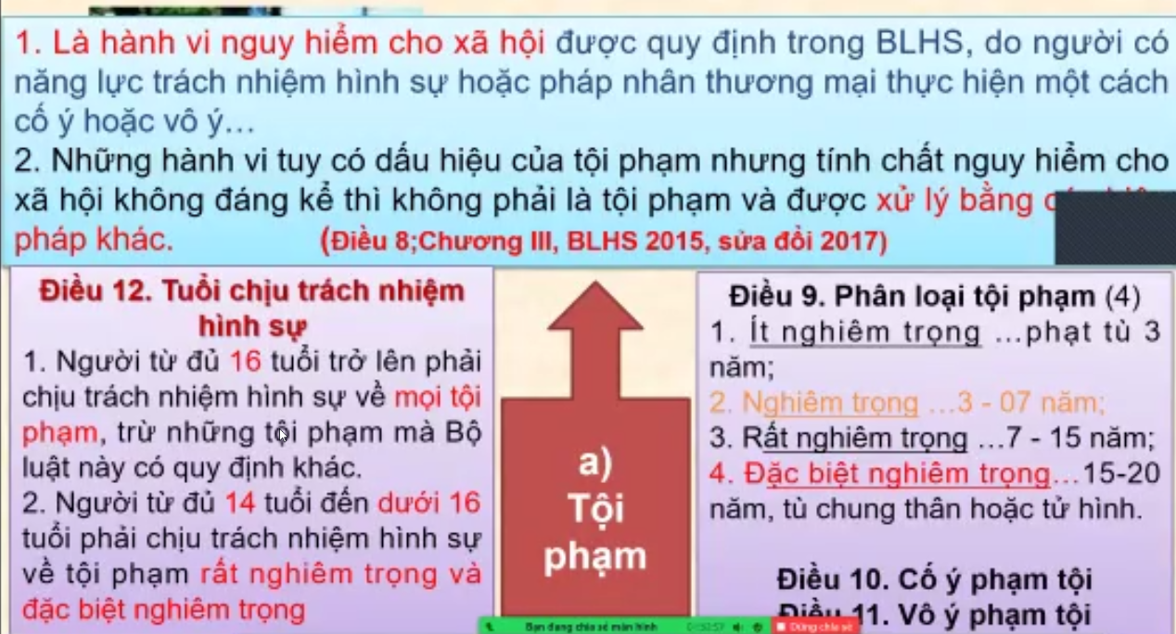 1. Là hành vi nguy hiểm cho xã hội được quy định trong BLHS, do người có
năng lực trách nhiệm hình sự hoặc pháp nhân thương mại thực hiện một cách
cố ý hoặc vô ý...
2. Những hành vi tuy có dấu hiệu của tội phạm nhưng tính chất nguy hiểm cho
xã hội không đáng kể thì không phải là tội phạm và được xử lý bằng
pháp khác. (Điều 8;Chương III, BLHS 2015, sửa đổi 2017)
Điều 12. Tuổi chịu trách nhiệm
hình sự
1. Người từ đủ 16 tuổi trở lên phải
chịu trách nhiệm hình sự về mọi tội
phạm, trừ những tội phạm mà Bộ
luật này có quy định khác.
2. Người từ đủ 14 tuổi đến dưới 16
tuổi phải chịu trách nhiệm hình sự
về tội phạm rất nghiêm trọng và
đặc biệt nghiêm trọng
a)
Tội
phạm
Điều 9. Phân loại tội phạm (4)
1. Ít nghiêm trọng ...phạt tù 3
năm;
2. Nghiêm trọng ...3 - 07 năm;
3. Rất nghiêm trọng ...7 - 15 năm;
4. Đặc biệt nghiêm trọng...15-20
năm, tù chung thân hoặc tử hình.
Điều 10. Cố ý phạm tội
Điều 11. Vô ý phạm tội
Bạn đang chia sẻ màn hình
Dừng chia sẻ